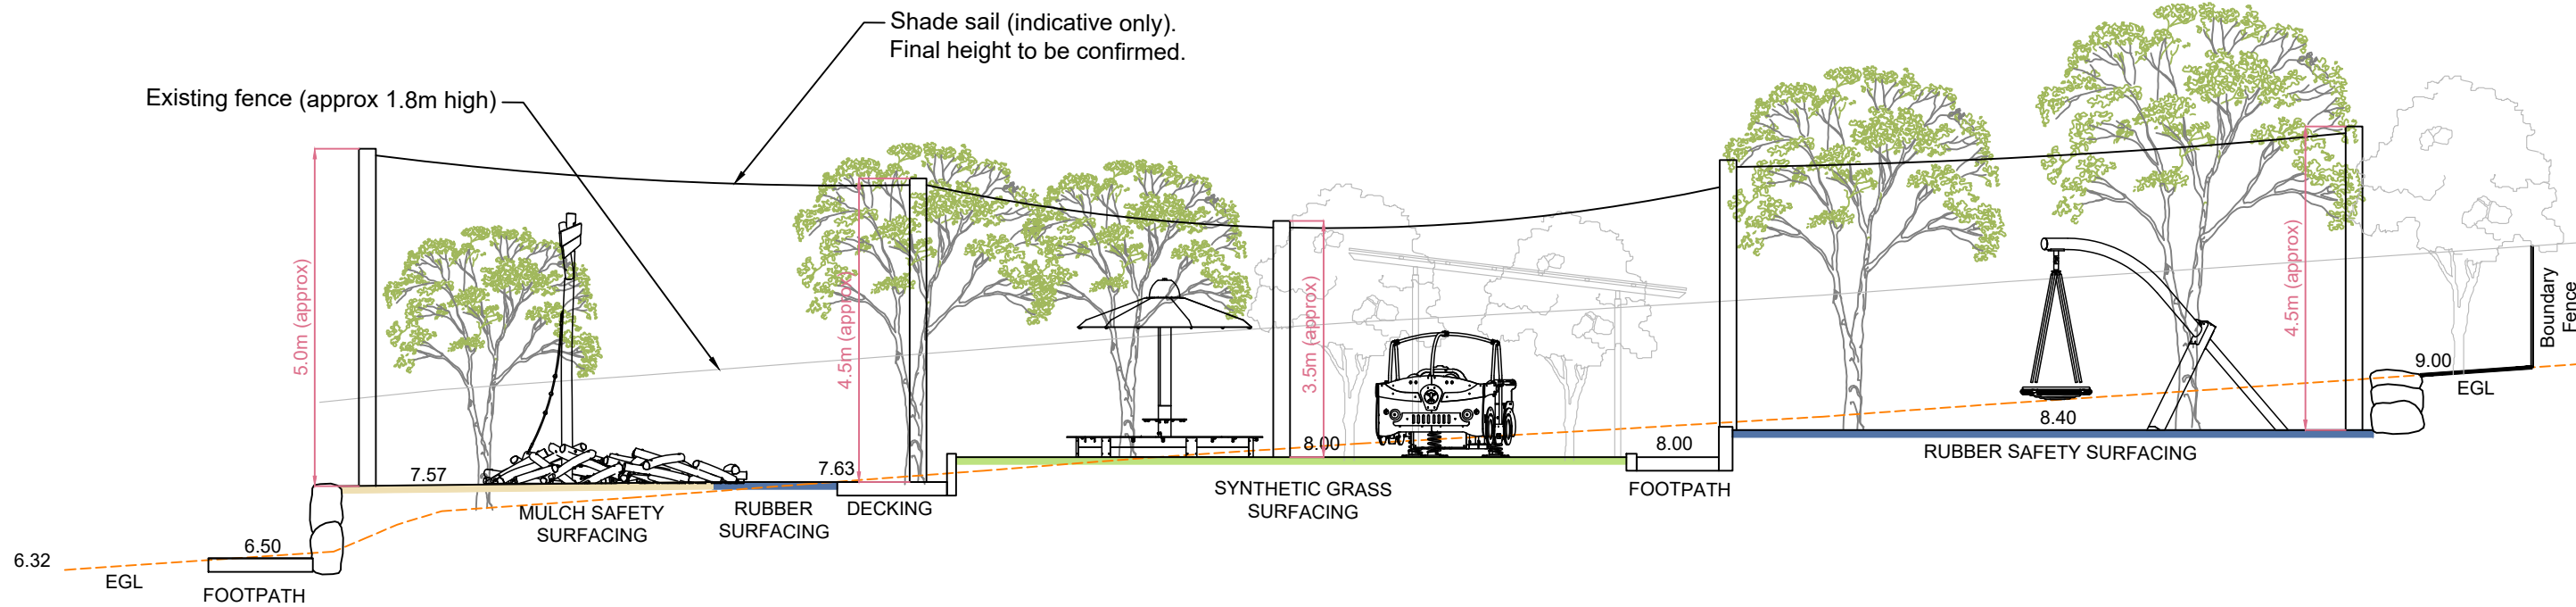 Shade sail (indicative only).
Final height to be confirmed.
Existing fence (approx 1.8m high)
5.0m (approx)
4.5m (approx)
3.5m (approx)
4.5m (approx)
Boundary
Fence
9.00
EGL
8.40
RUBBER SAFETY SURFACING
8.00
8.00
7.63
7.57
FOOTPATH
SYNTHETIC GRASS
SURFACING
DECKING
RUBBER
SURFACING
MULCH SAFETY
SURFACING
6.50
6.32
EGL
FOOTPATH